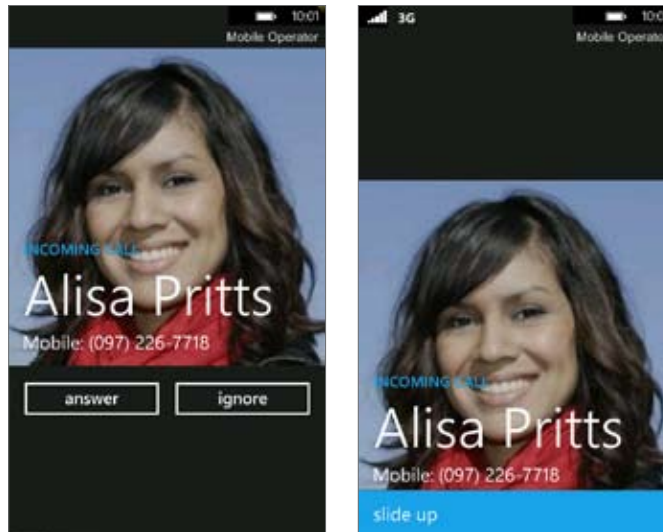 10:01
Mobile Operator
INCOMING CALL
Alisa Pritts
Mobile: (097) 226-7718
answer
ignore
3G
Mobile Operator
INCOMING CALL
Alisa Pritts
Mobile: (097) 226-7718
slide up